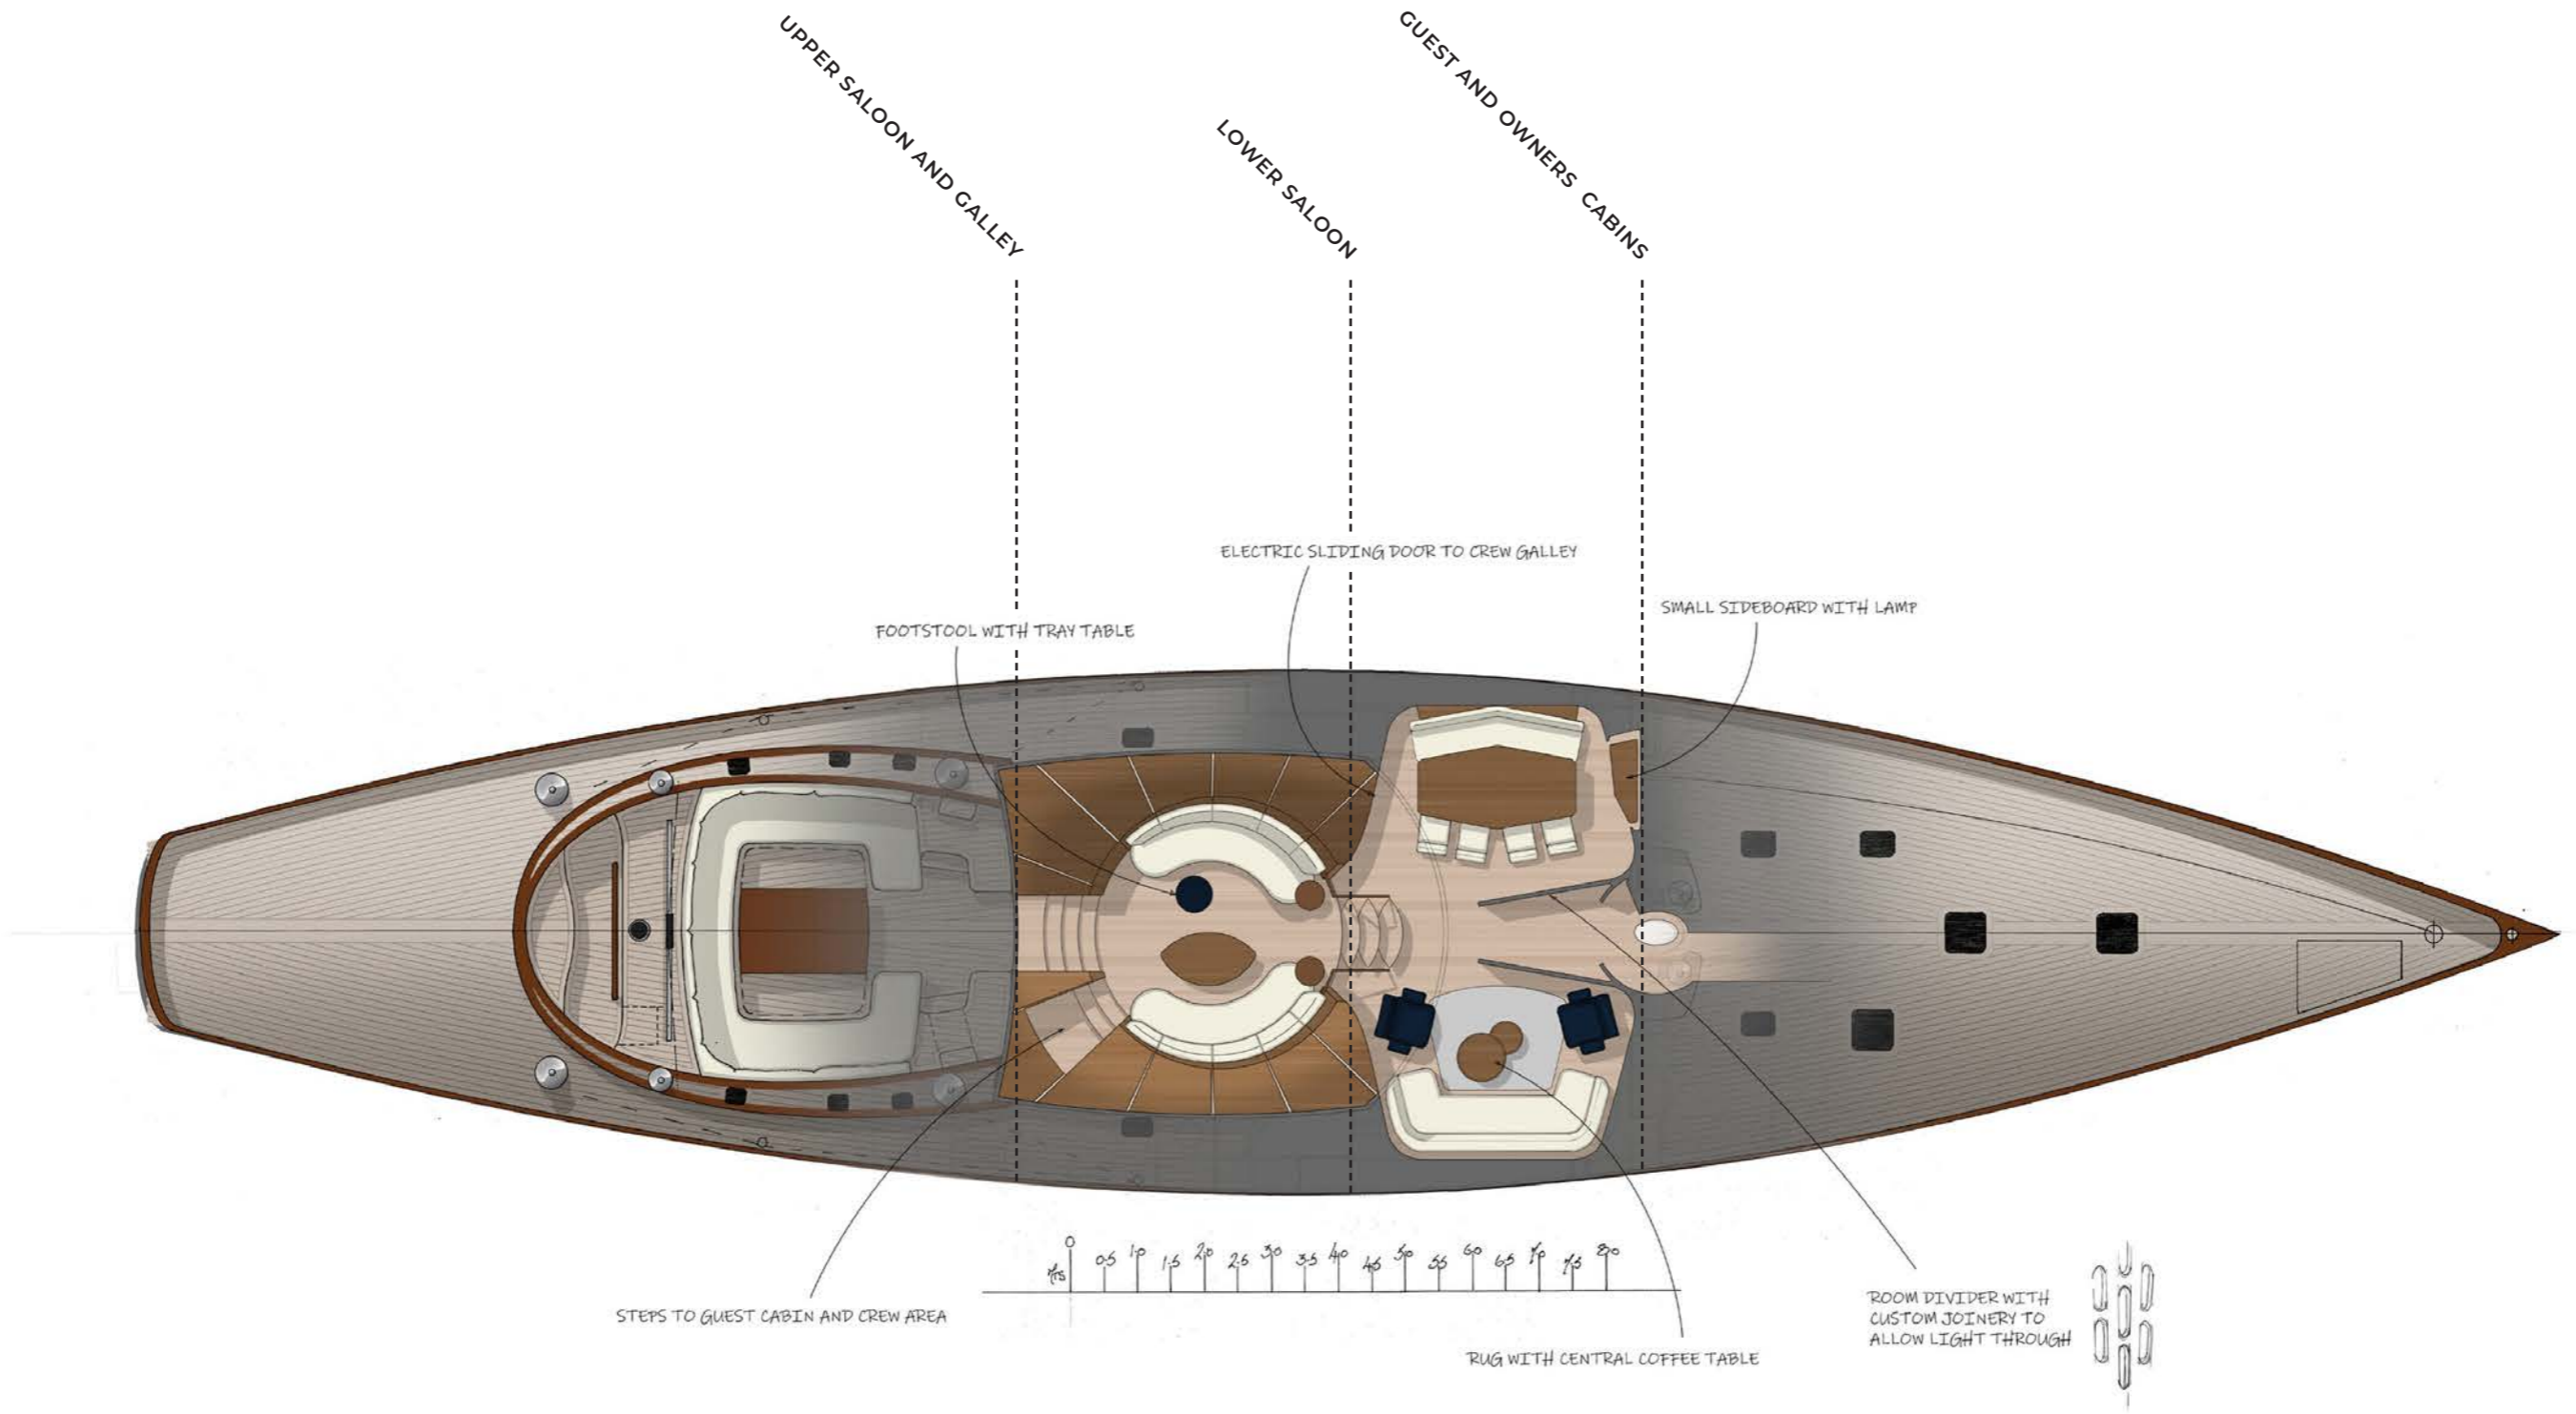 UPPER SALOON AND GALLEY
LOWER SALOON
GUEST AND OWNERS CABINS
ELECTRIC SLIDING DOOR TO CREW GALLEY
SMALL SIDEBOARD WITH LAMP
FOOTSTOOL WITH TRAY TABLE
MTS 0 0.5 1.0 1.5 2.0 2.5 3.0 3.5 4.0 4.5 5.0 5.5 6.0 6.5 7.0 7.5 8.0
STEPS TO GUEST CABIN AND CREW AREA
ROOM DIVIDER WITH
CUSTOM JOINERY TO
ALLOW LIGHT THROUGH
RUG WITH CENTRAL COFFEE TABLE